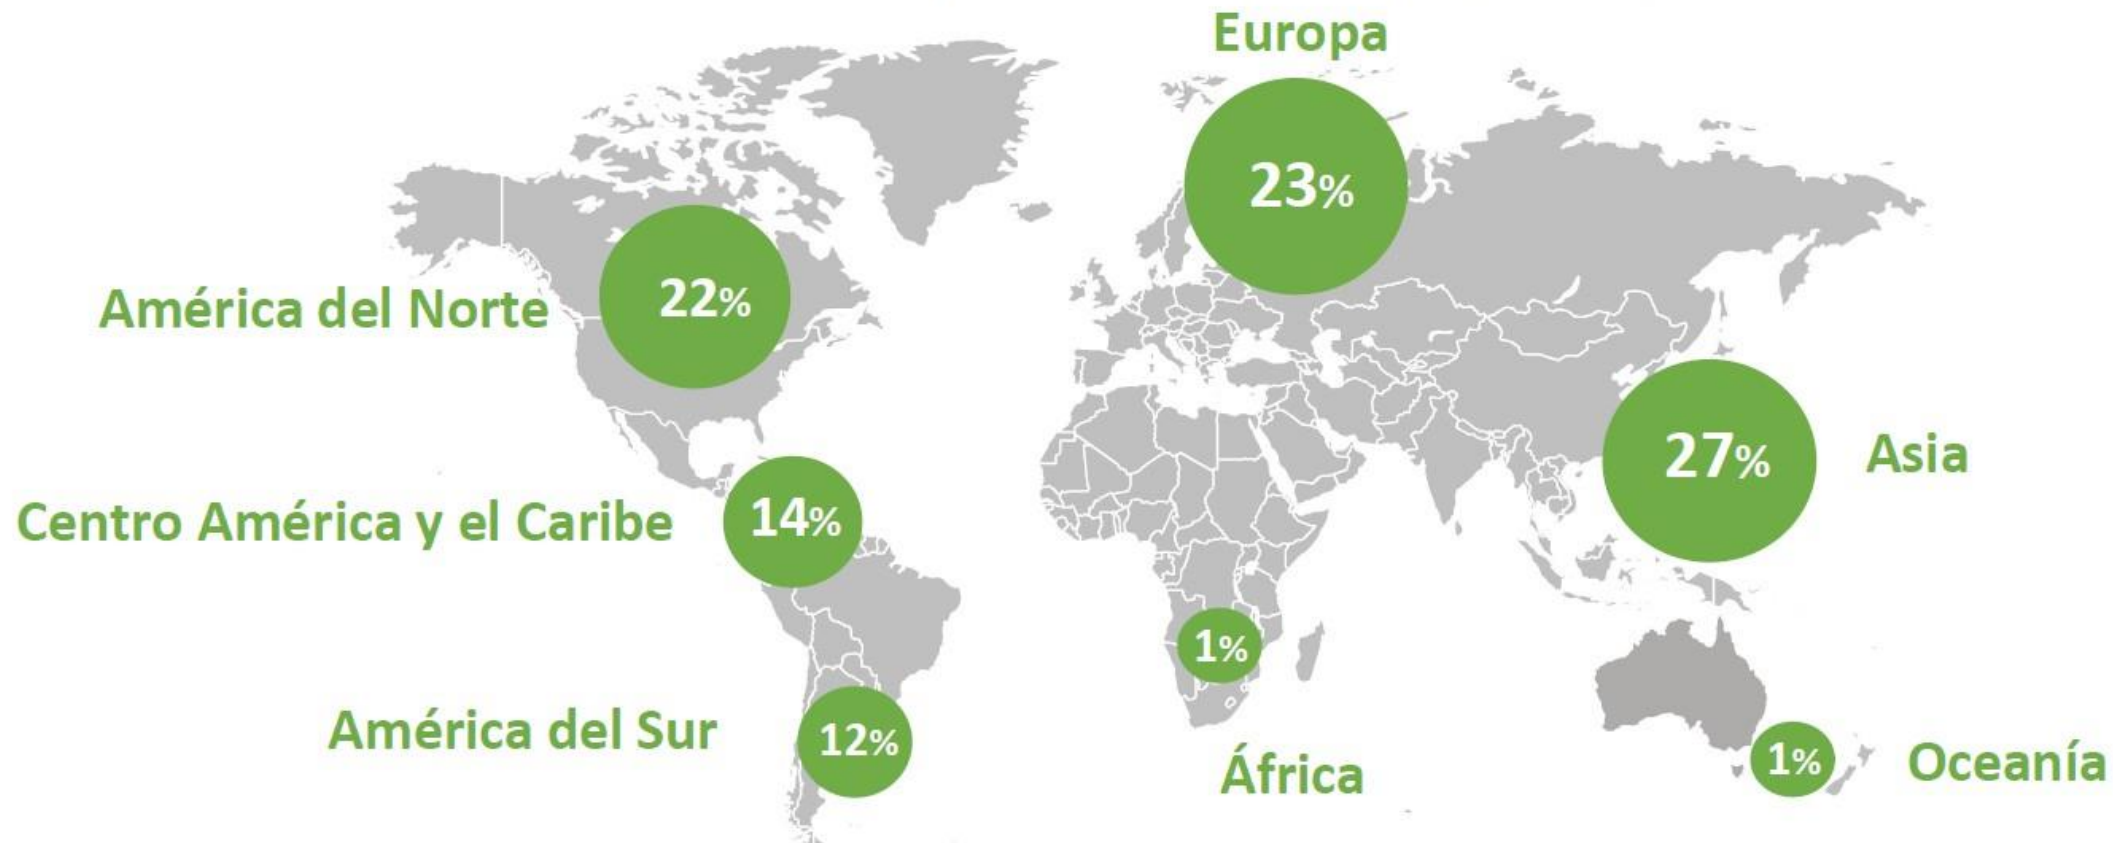 Europa
23%
América del Norte
22%
27%
Asia
Centro América y el Caribe
14%
1%
América del Sur
12%
África
1%
Oceanía